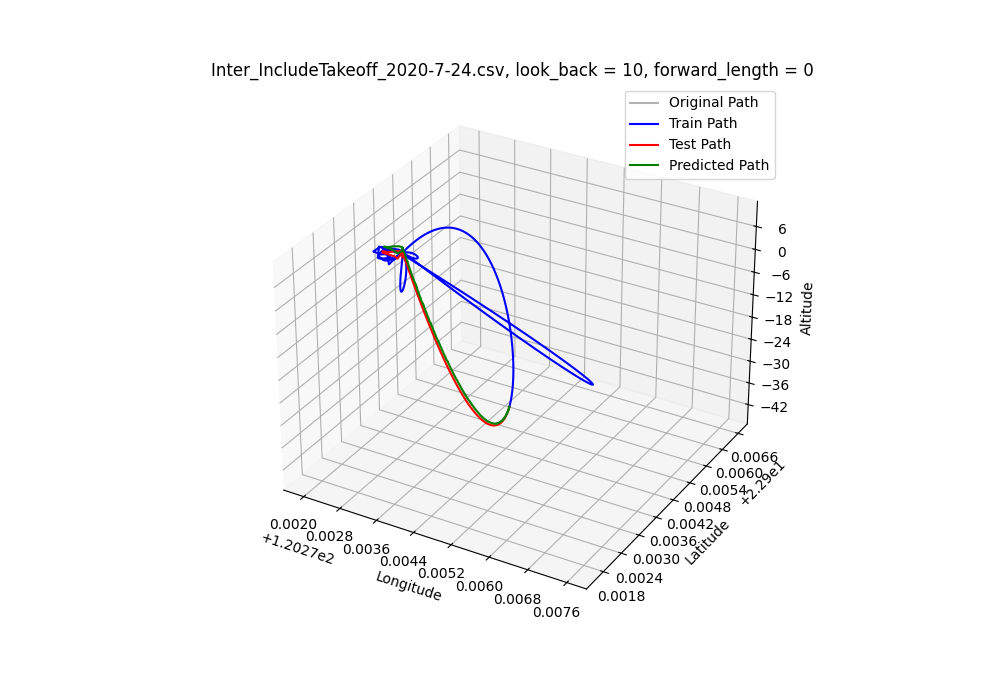 Inter_IncludeTakeoff_2020-7-24.csv, look_back = 10, forward_length = 0
Original Path
Train Path
Test Path
Predicted Path
6
0
−6
−12
−18
−24
−30
−36
−42
Altitude
0.0066
0.0060
0.0054
0.0048
0.0042
0.0036
0.0030
0.0024
0.0018
+2.29e1
Latitude
0.0020
0.0028
0.0036
0.0044
0.0052
0.0060
0.0068
0.0076
+1.2027e2
Longitude